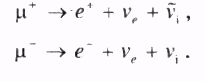 μ⁺ → e⁺ + νₑ + ν̃ᵢ ,
μ⁻ → e⁻ + νₑ + νᵢ .